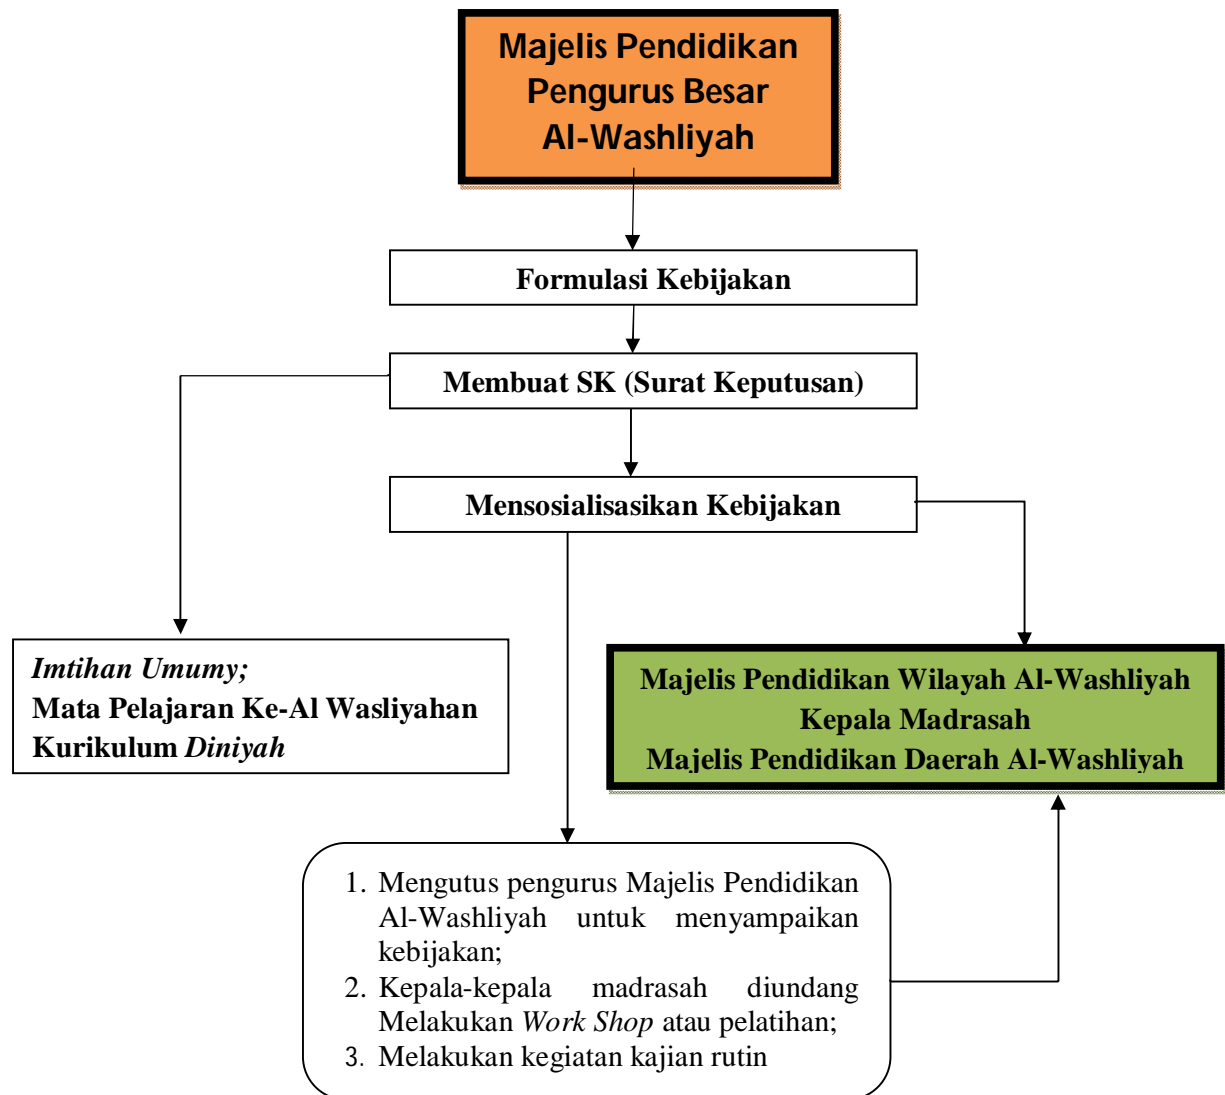 Majelis Pendidikan
Pengurus Besar
Al-Washliyah
Formulasi Kebijakan
Membuat SK (Surat Keputusan)
Mensosialisasikan Kebijakan
Imtihan Umumy;
Mata Pelajaran Ke-Al Wasliyahan
Kurikulum Diniyah
Majelis Pendidikan Wilayah Al-Washliyah
Kepala Madrasah
Majelis Pendidikan Daerah Al-Washliyah
1. Mengutus pengurus Majelis Pendidikan
Al-Washliyah untuk menyampaikan
kebijakan;
2. Kepala-kepala madrasah diundang
Melakukan Work Shop atau pelatihan;
3. Melakukan kegiatan kajian rutin